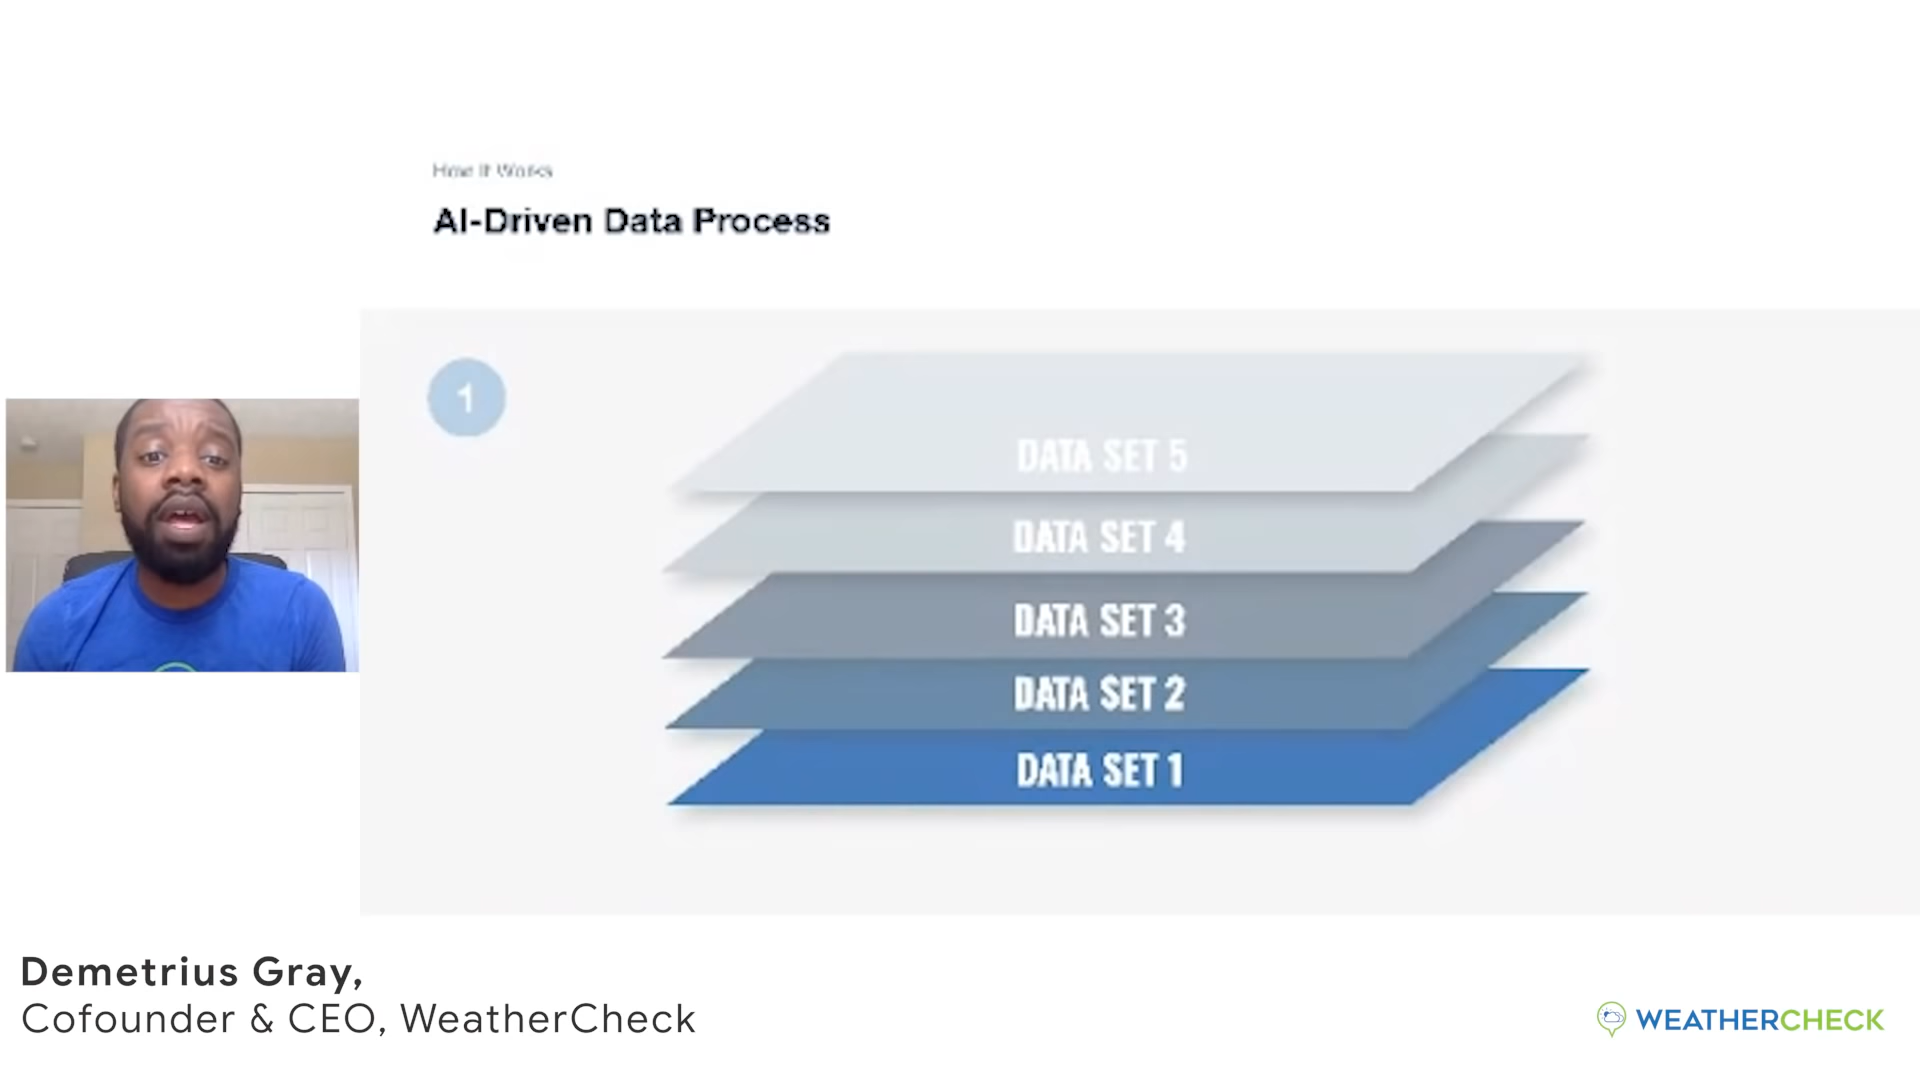 How It Works
AI-Driven Data Process
1
DATA SET 5
DATA SET 4
DATA SET 3
DATA SET 2
DATA SET 1
Demetrius Gray,
Cofounder & CEO, WeatherCheck
WEATHERCHECK